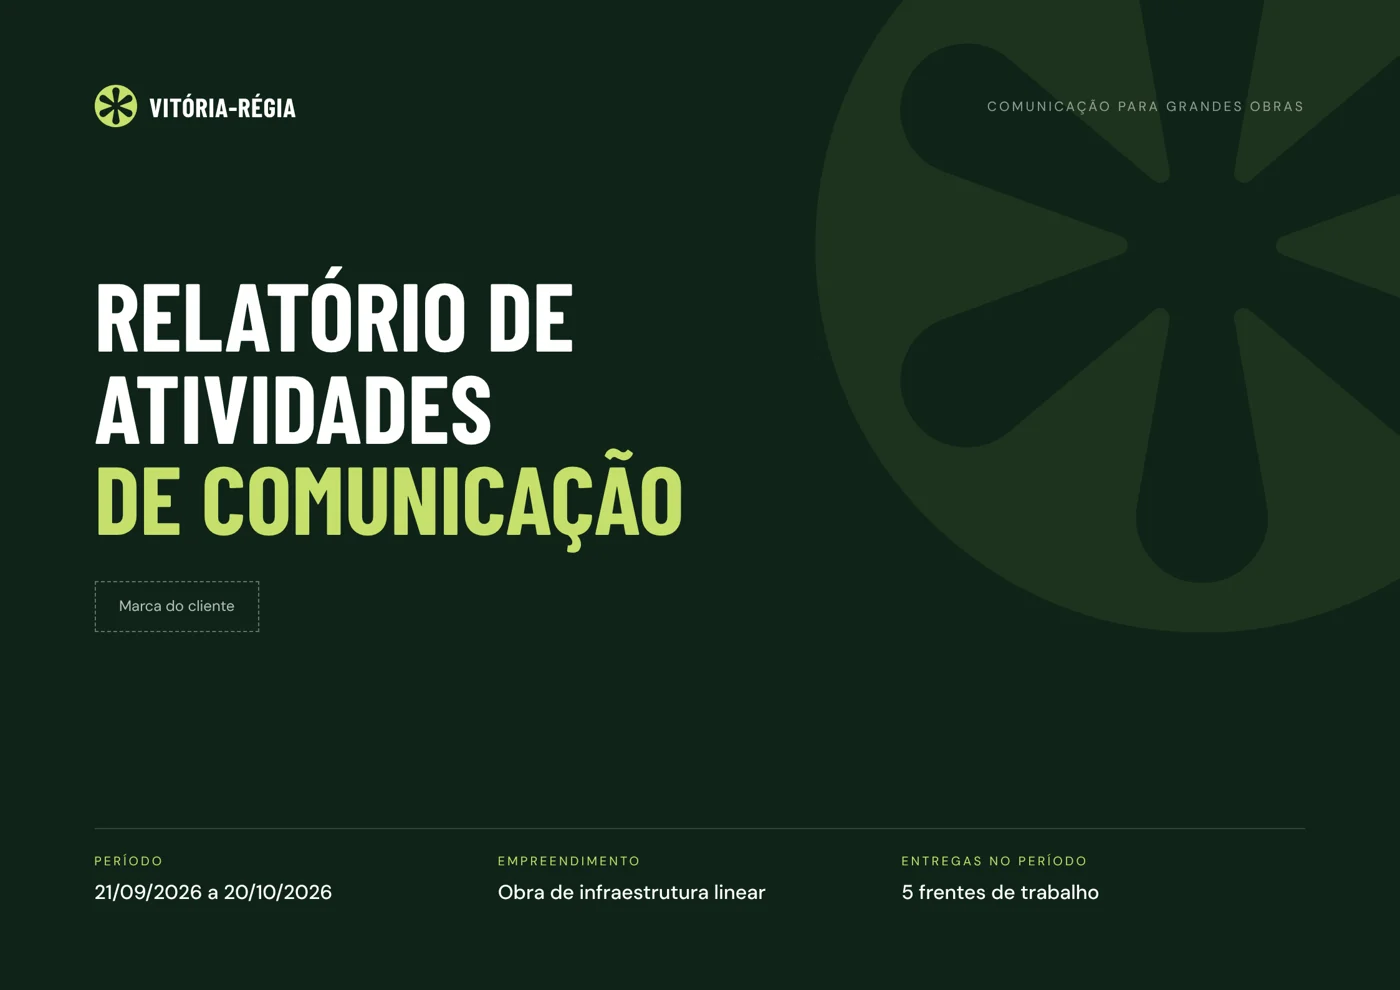 VITÓRIA-RÉGIA
COMUNICAÇÃO PARA GRANDES OBRAS
RELATÓRIO DE
ATIVIDADES
DE COMUNICAÇÃO
Marca do cliente
PERÍODO
21/09/2026 a 20/10/2026
EMPREENDIMENTO
Obra de infraestrutura linear
ENTREGAS NO PERÍODO
5 frentes de trabalho